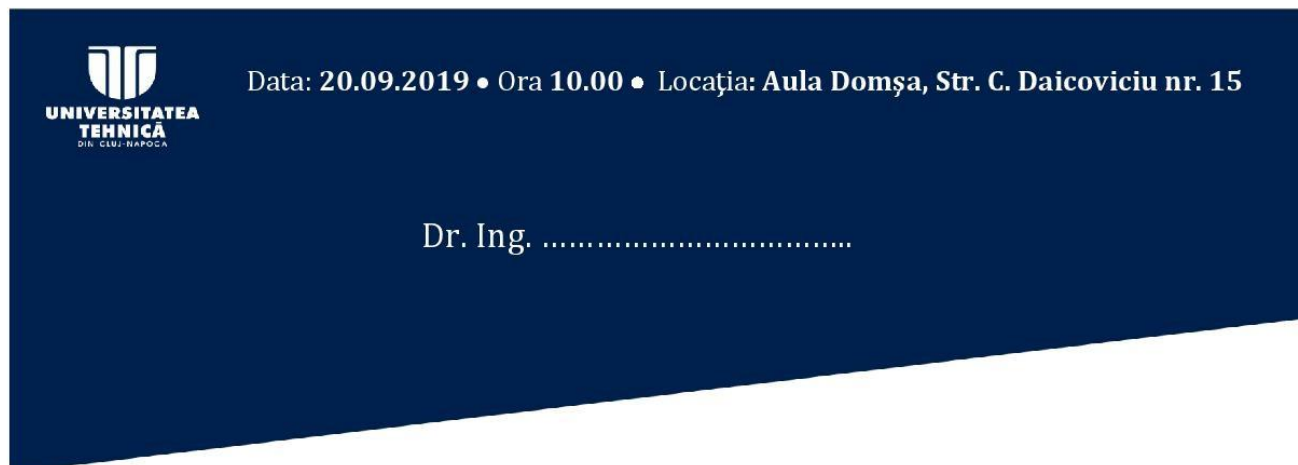 UNIVERSITATEA
TEHNICĂ
DIN CLUJ-NAPOCA
Data: 20.09.2019 • Ora 10.00 • Locaţia: Aula Domşa, Str. C. Daicoviciu nr. 15
Dr. Ing. ……………………………..